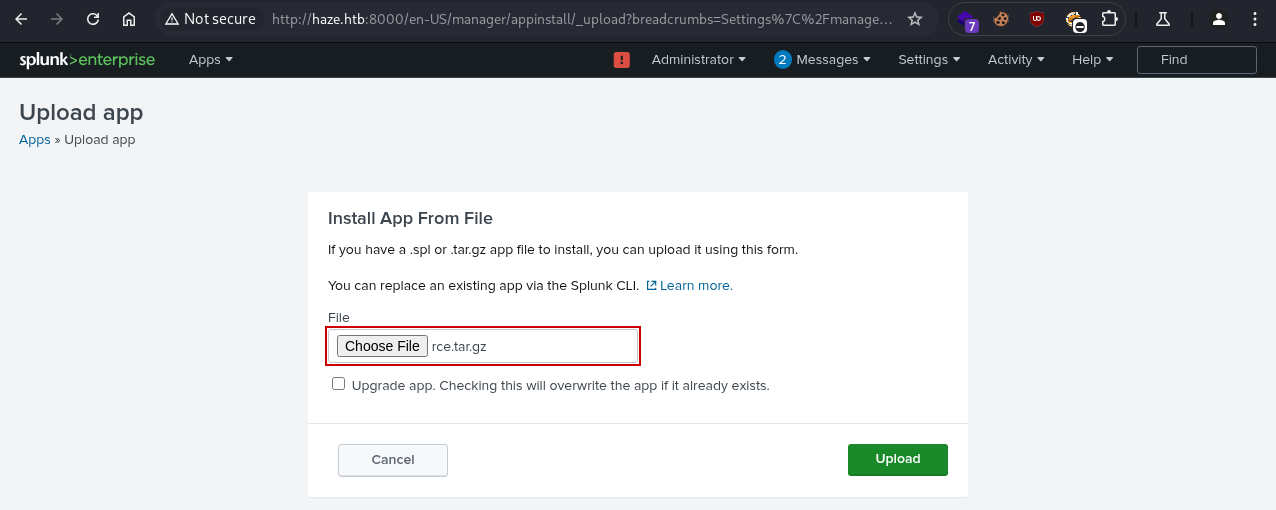 Not secure http://haze.htb:8000/en-US/manager/appinstall/_upload?breadcrumbs=Settings%7C%2Fmanage...
7
UD
splunk>enterprise Apps ! Administrator 2 Messages Settings Activity Help Find
Upload app
Apps » Upload app
Install App From File
If you have a .spl or .tar.gz app file to install, you can upload it using this form.
You can replace an existing app via the Splunk CLI. Learn more.
File
Choose File rce.tar.gz
Upgrade app. Checking this will overwrite the app if it already exists.
Cancel Upload